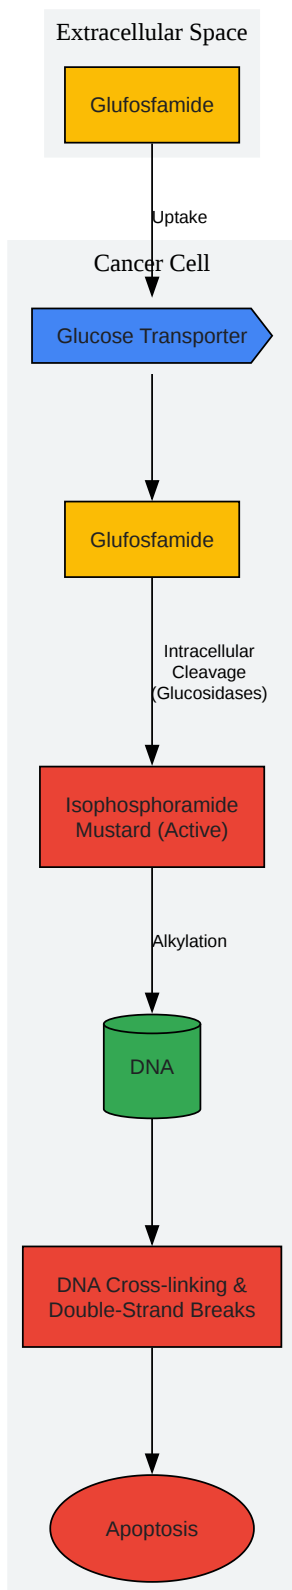 Extracellular Space
Glufosfamide
Uptake
Cancer Cell
Glucose Transporter
Glufosfamide
Intracellular
Cleavage
(Glucosidases)
Isophosphoramide
Mustard (Active)
Alkylation
DNA
DNA Cross-linking &
Double-Strand Breaks
Apoptosis